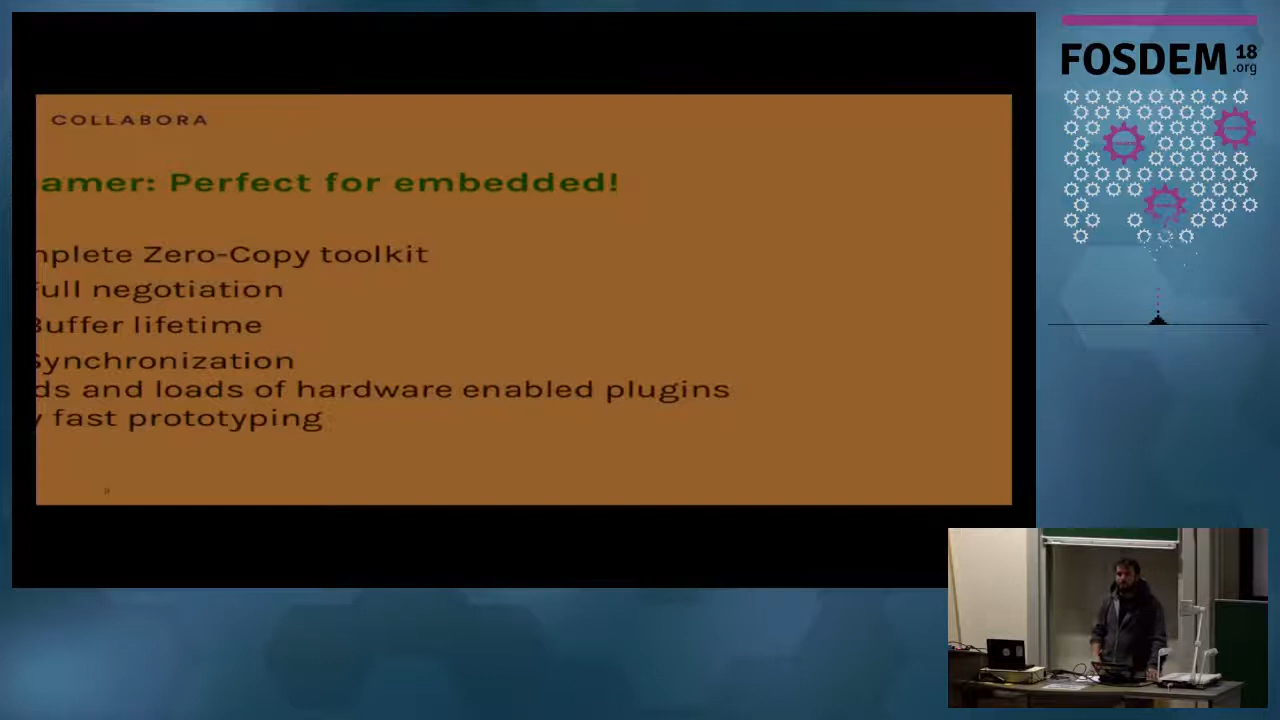 COLLABORA
amer: Perfect for embedded!
nplete Zero-Copy toolkit
ull negotiation
Buffer lifetime
Synchronization
ds and loads of hardware enabled plugins
fast prototyping
FOSDEM 18
.org